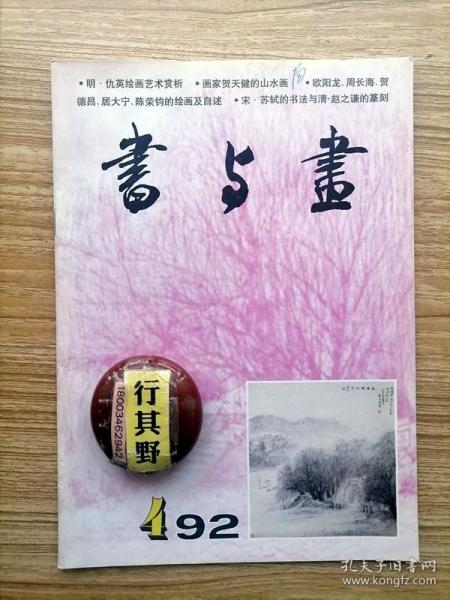 •明·仇英绘画艺术赏析 •画家贺天健的山水画 •欧阳龙、周长海、贺
德昌、居大宁、陈荣钧的绘画及自述 •宋·苏轼的书法与清·赵之谦的篆刻
書与畫
行其野
18003462942
4 92
孔夫子旧书网
www.kongfz.com